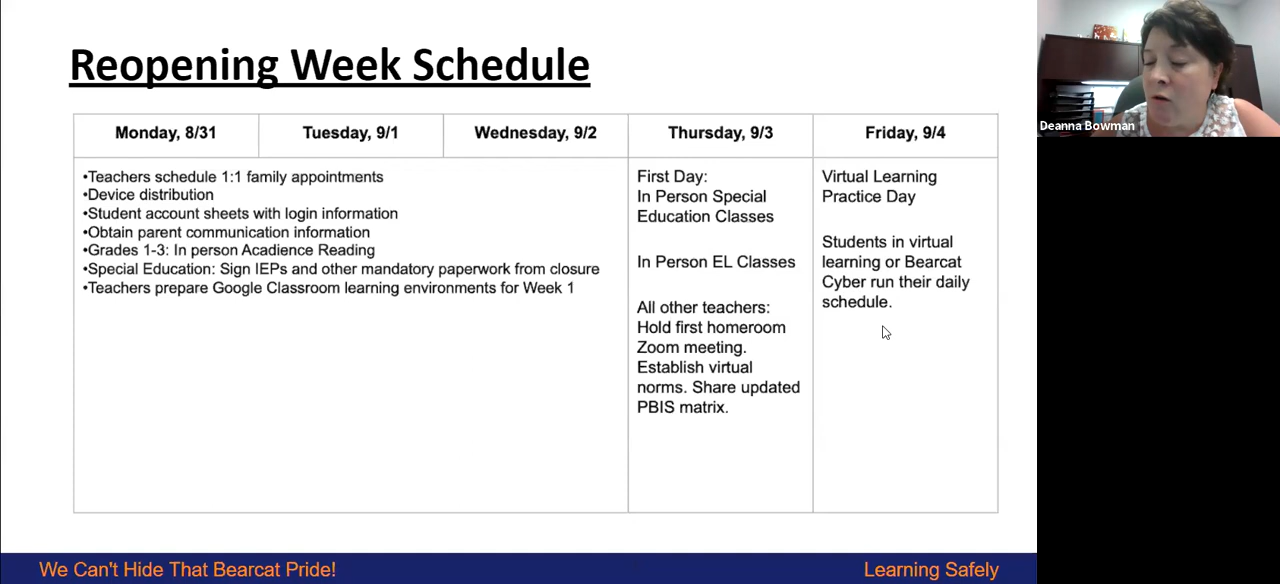 Reopening Week Schedule
Monday, 8/31
Tuesday, 9/1
Wednesday, 9/2
Thursday, 9/3
Friday, 9/4
•Teachers schedule 1:1 family appointments
•Device distribution
•Student account sheets with login information
•Obtain parent communication information
•Grades 1-3: In person Acadience Reading
•Special Education: Sign IEPs and other mandatory paperwork from closure
•Teachers prepare Google Classroom learning environments for Week 1
First Day:
In Person Special
Education Classes
In Person EL Classes
All other teachers:
Hold first homeroom
Zoom meeting.
Establish virtual
norms. Share updated
PBIS matrix.
Virtual Learning
Practice Day
Students in virtual
learning or Bearcat
Cyber run their daily
schedule.
Deanna Bowman
We Can't Hide That Bearcat Pride!
Learning Safely